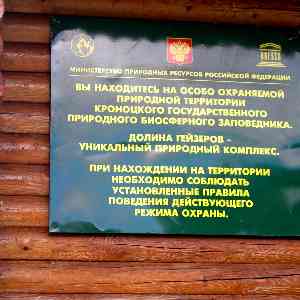 UNESCO
МИНИСТЕРСТВО ПРИРОДНЫХ РЕСУРСОВ РОССИЙСКОЙ ФЕДЕРАЦИИ
ВЫ НАХОДИТЕСЬ НА ОСОБО ОХРАНЯЕМОЙ
ПРИРОДНОЙ ТЕРРИТОРИИ
КРОНОЦКОГО ГОСУДАРСТВЕННОГО
ПРИРОДНОГО БИОСФЕРНОГО ЗАПОВЕДНИКА.
ДОЛИНА ГЕЙЗЕРОВ -
УНИКАЛЬНЫЙ ПРИРОДНЫЙ КОМПЛЕКС.
ПРИ НАХОЖДЕНИИ НА ТЕРРИТОРИИ
НЕОБХОДИМО СОБЛЮДАТЬ
УСТАНОВЛЕННЫЕ ПРАВИЛА
ПОВЕДЕНИЯ ДЕЙСТВУЮЩЕГО
РЕЖИМА ОХРАНЫ.